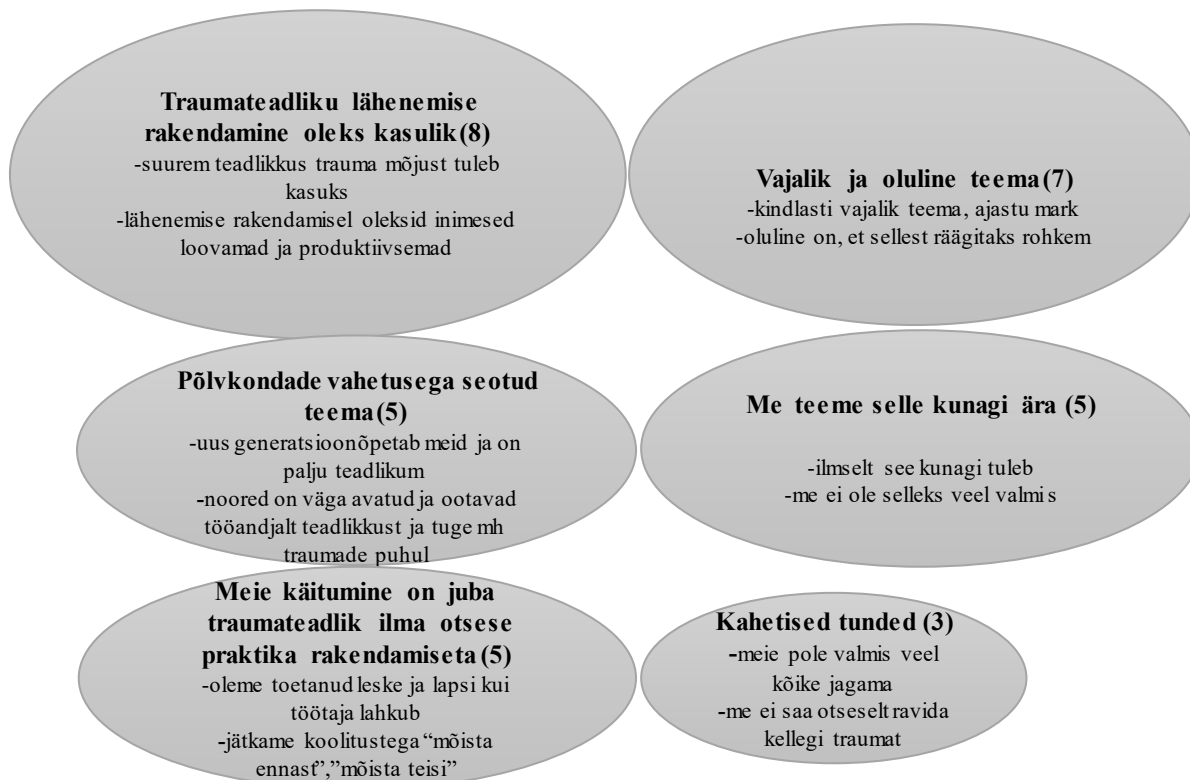 Traumateadliku lähenemise
rakendamine oleks kasulik(8)
-suurem teadlikkus trauma mõjust tuleb
kasuks
-lähenemise rakendamisel oleksid inimesed
loovamad ja produktiivsemad
Vajalik ja oluline teema(7)
-kindlasti vajalik teema, ajastu mark
-oluline on, et sellest räägitaks rohkem
Põlvkondade vahetusega seotud
teema(5)
-uus generatsioonõpetab meid ja on
palju teadlikum
-noored on väga avatud ja ootavad
tööandjalt teadlikkust ja tuge mh
traumade puhul
Me teeme selle kunagi ära (5)
-ilmselt see kunagi tuleb
-me ei ole selleks veel valmis
Meie käitumine on juba
traumateadlik ilma otsese
praktika rakendamiseta(5)
-oleme toetanud leske ja lapsi kui
töötaja lahkub
-jätkame koolitustega “mõista
ennast”,”mõista teisi”
Kahetised tunded (3)
-meie pole valmis veel
kõike jagama
-me ei saa otseselt ravida
kellegi traumat